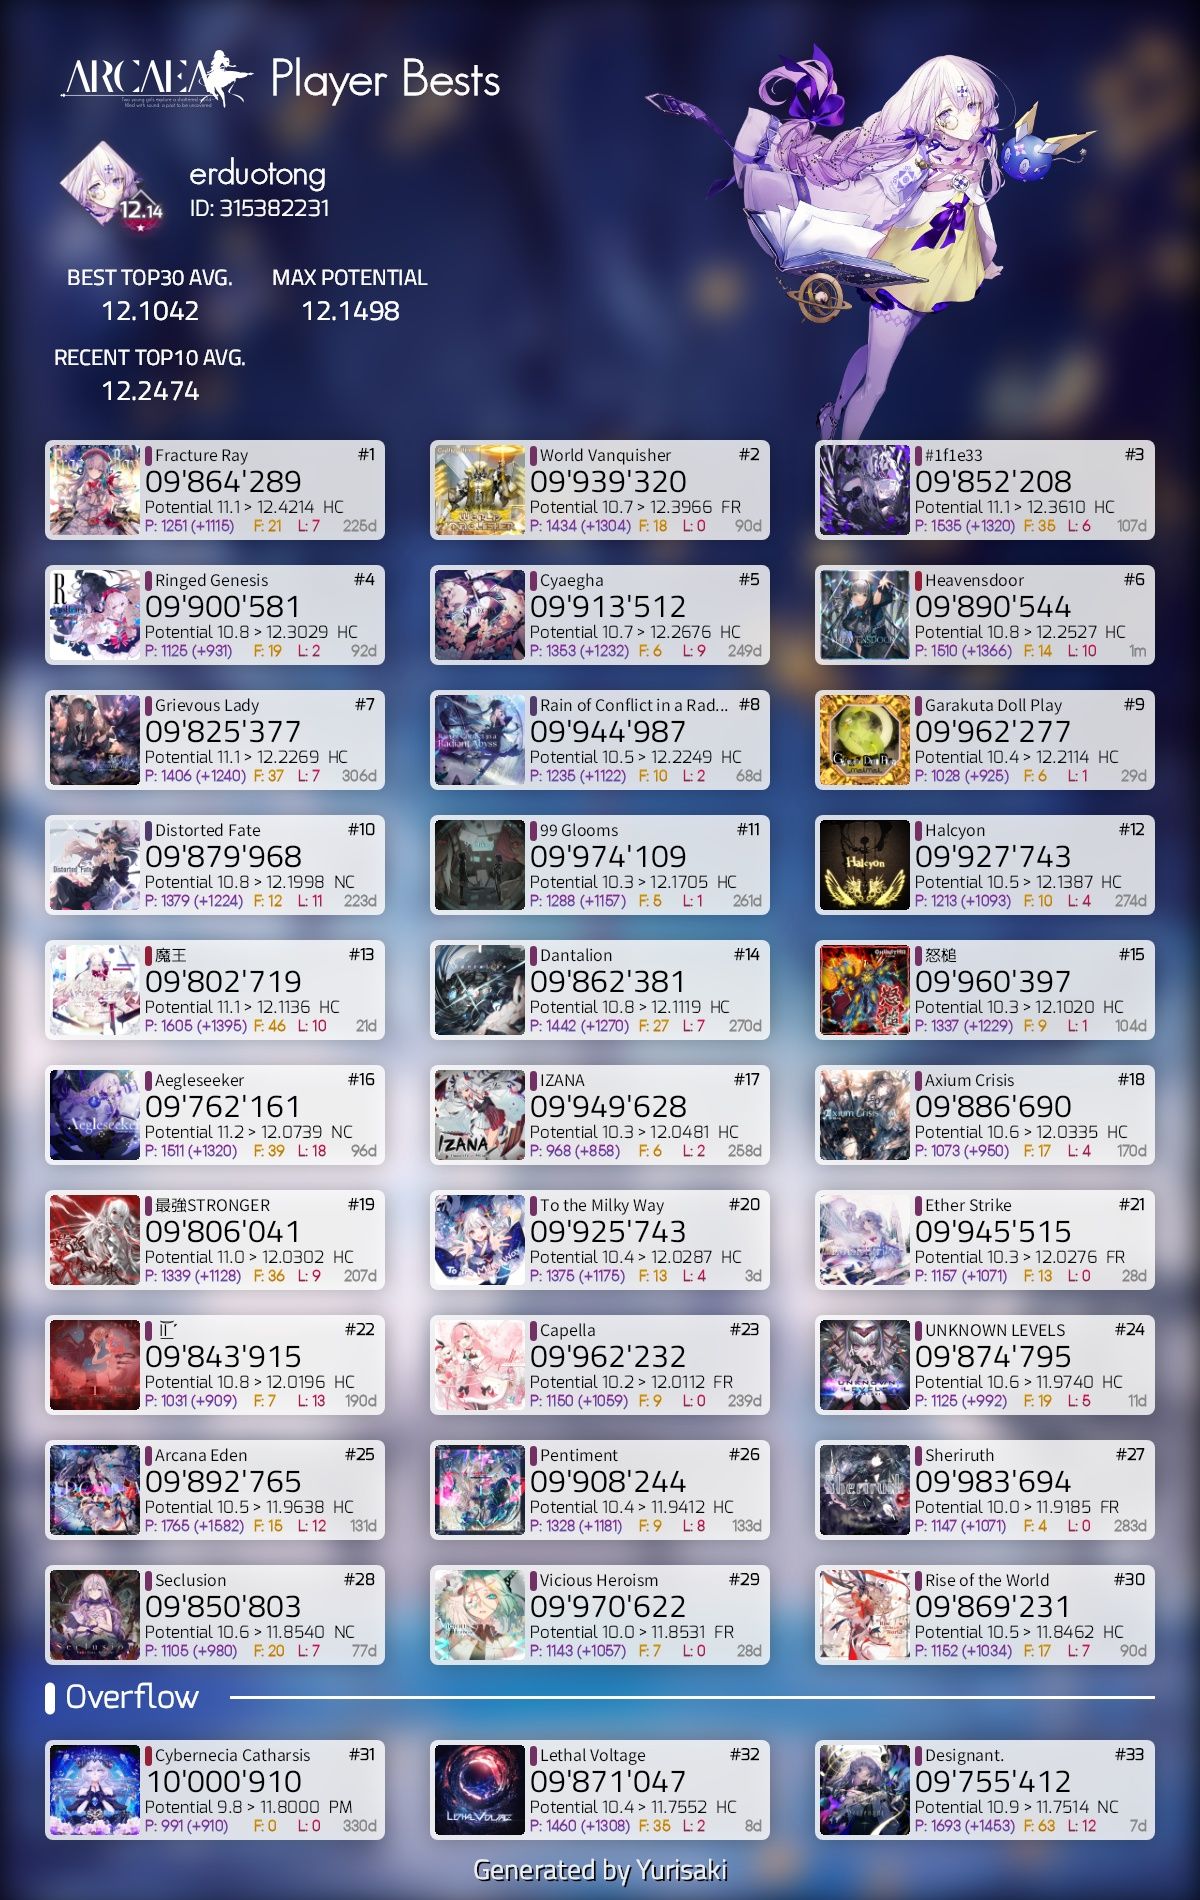 ARCAEA Player Bests
erduotong
12.14
ID: 315382231
BEST TOP30 AVG. MAX POTENTIAL
12.1042 12.1498
RECENT TOP10 AVG.
12.2474
Fracture Ray #1
09'864'289
Potential 11.1 > 12.4214 HC
P: 1251 (+1115) F: 21 L: 7 225d
World Vanquisher #2
09'939'320
Potential 10.7 > 12.3966 FR
P: 1434 (+1304) F: 18 L: 0 90d
#1f1e33 #3
09'852'208
Potential 11.1 > 12.3610 HC
P: 1535 (+1320) F: 35 L: 6 107d
Ringed Genesis #4
09'900'581
Potential 10.8 > 12.3029 HC
P: 1125 (+931) F: 19 L: 2 92d
Cyaegha #5
09'913'512
Potential 10.7 > 12.2676 HC
P: 1353 (+1232) F: 6 L: 9 249d
Heavensdoor #6
09'890'544
Potential 10.8 > 12.2527 HC
P: 1510 (+1366) F: 14 L: 10 1m
Grievous Lady #7
09'825'377
Potential 11.1 > 12.2269 HC
P: 1406 (+1240) F: 37 L: 7 306d
Rain of Conflict in a Rad... #8
09'944'987
Potential 10.5 > 12.2249 HC
P: 1235 (+1122) F: 10 L: 2 68d
Garakuta Doll Play #9
09'962'277
Potential 10.4 > 12.2114 HC
P: 1028 (+925) F: 6 L: 1 29d
Distorted Fate #10
09'879'968
Potential 10.8 > 12.1998 NC
P: 1379 (+1224) F: 12 L: 11 223d
99 Glooms #11
09'974'109
Potential 10.3 > 12.1705 HC
P: 1288 (+1157) F: 5 L: 1 261d
Halcyon #12
09'927'743
Potential 10.5 > 12.1387 HC
P: 1213 (+1093) F: 10 L: 4 274d
魔王 #13
09'802'719
Potential 11.1 > 12.1136 HC
P: 1605 (+1395) F: 46 L: 10 21d
Dantalion #14
09'862'381
Potential 10.8 > 12.1119 HC
P: 1442 (+1270) F: 27 L: 7 270d
怒槌 #15
09'960'397
Potential 10.3 > 12.1020 HC
P: 1337 (+1229) F: 9 L: 1 104d
Aegleseeker #16
09'762'161
Potential 11.2 > 12.0739 NC
P: 1511 (+1320) F: 39 L: 18 96d
IZANA #17
09'949'628
Potential 10.3 > 12.0481 HC
P: 968 (+858) F: 6 L: 2 258d
Axium Crisis #18
09'886'690
Potential 10.6 > 12.0335 HC
P: 1073 (+950) F: 17 L: 4 170d
最強STRONGER #19
09'806'041
Potential 11.0 > 12.0302 HC
P: 1339 (+1128) F: 36 L: 9 207d
To the Milky Way #20
09'925'743
Potential 10.4 > 12.0287 HC
P: 1375 (+1175) F: 13 L: 4 3d
Ether Strike #21
09'945'515
Potential 10.3 > 12.0276 FR
P: 1157 (+1071) F: 13 L: 0 28d
#22
09'843'915
Potential 10.8 > 12.0196 HC
P: 1031 (+909) F: 7 L: 13 190d
Capella #23
09'962'232
Potential 10.2 > 12.0112 FR
P: 1150 (+1059) F: 9 L: 0 239d
UNKNOWN LEVELS #24
09'874'795
Potential 10.6 > 11.9740 HC
P: 1125 (+992) F: 19 L: 5 11d
Arcana Eden #25
09'892'765
Potential 10.5 > 11.9638 HC
P: 1765 (+1582) F: 15 L: 12 131d
Pentiment #26
09'908'244
Potential 10.4 > 11.9412 HC
P: 1328 (+1181) F: 9 L: 8 133d
Sheriruth #27
09'983'694
Potential 10.0 > 11.9185 FR
P: 1147 (+1071) F: 4 L: 0 283d
Seclusion #28
09'850'803
Potential 10.6 > 11.8540 NC
P: 1105 (+980) F: 20 L: 7 77d
Vicious Heroism #29
09'970'622
Potential 10.0 > 11.8531 FR
P: 1143 (+1057) F: 7 L: 0 28d
Rise of the World #30
09'869'231
Potential 10.5 > 11.8462 HC
P: 1152 (+1034) F: 17 L: 7 90d
Overflow
Cybernecia Catharsis #31
10'000'910
Potential 9.8 > 11.8000 PM
P: 991 (+910) F: 0 L: 0 330d
Lethal Voltage #32
09'871'047
Potential 10.4 > 11.7552 HC
P: 1460 (+1308) F: 35 L: 2 8d
Designant. #33
09'755'412
Potential 10.9 > 11.7514 NC
P: 1693 (+1453) F: 63 L: 12 7d
Generated by Yurisaki